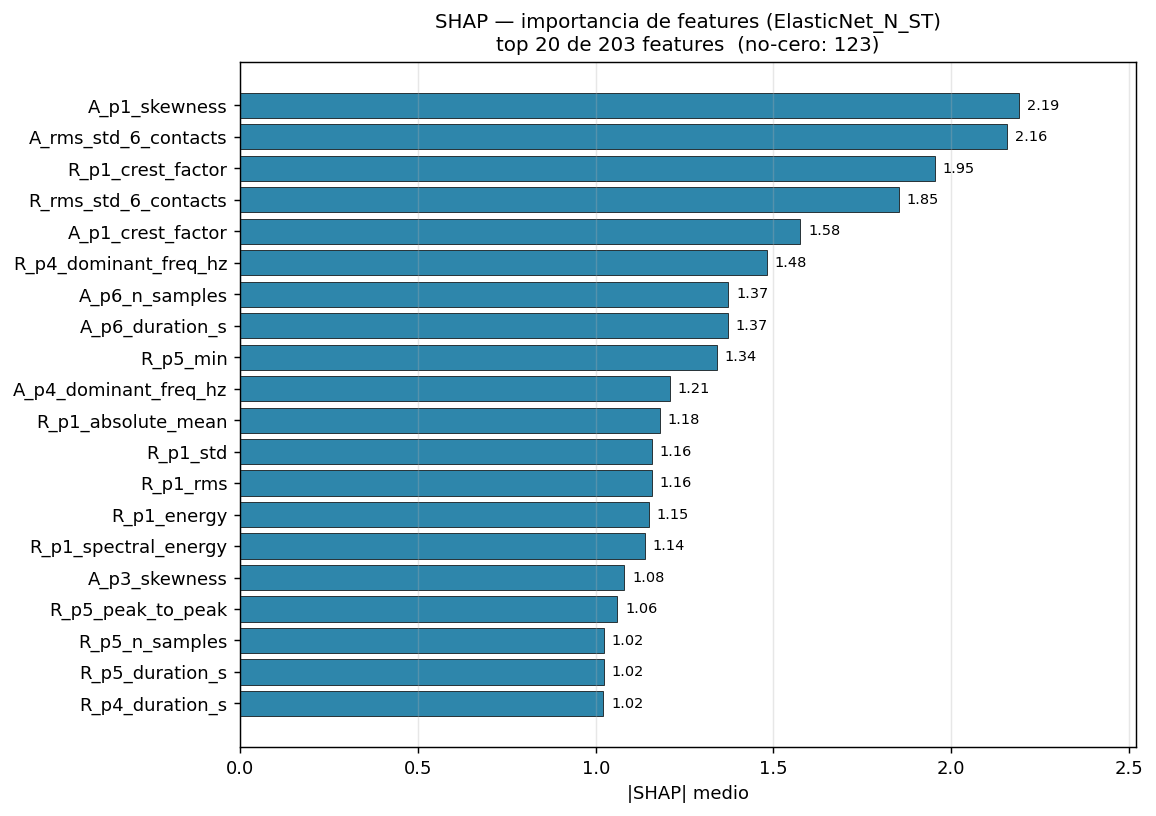 SHAP — importancia de features (ElasticNet_N_ST)
top 20 de 203 features  (no-cero: 123)
A_p1_skewness 2.19
A_rms_std_6_contacts 2.16
R_p1_crest_factor 1.95
R_rms_std_6_contacts 1.85
A_p1_crest_factor 1.58
R_p4_dominant_freq_hz 1.48
A_p6_n_samples 1.37
A_p6_duration_s 1.37
R_p5_min 1.34
A_p4_dominant_freq_hz 1.21
R_p1_absolute_mean 1.18
R_p1_std 1.16
R_p1_rms 1.16
R_p1_energy 1.15
R_p1_spectral_energy 1.14
A_p3_skewness 1.08
R_p5_peak_to_peak 1.06
R_p5_n_samples 1.02
R_p5_duration_s 1.02
R_p4_duration_s 1.02
0.0 0.5 1.0 1.5 2.0 2.5
|SHAP| medio